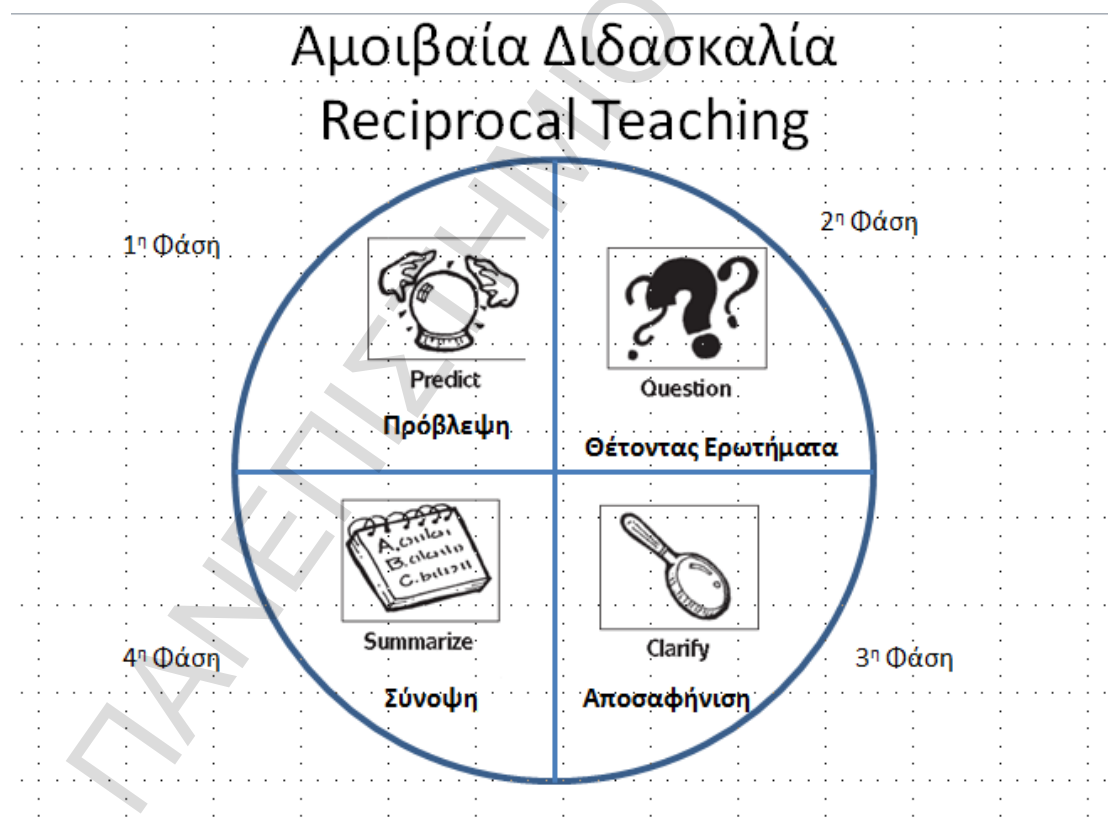 Αμοιβαία Διδασκαλία
Reciprocal Teaching
1η Φάση
2η Φάση
Predict
Πρόβλεψη
Question
Θέτοντας Ερωτήματα
A.
B.
C.
Summarize
Σύνοψη
Clarify
Αποσαφήνιση
4η Φάση
3η Φάση
ΠΑΝΕΠΙΣΤΗΜΙΟ